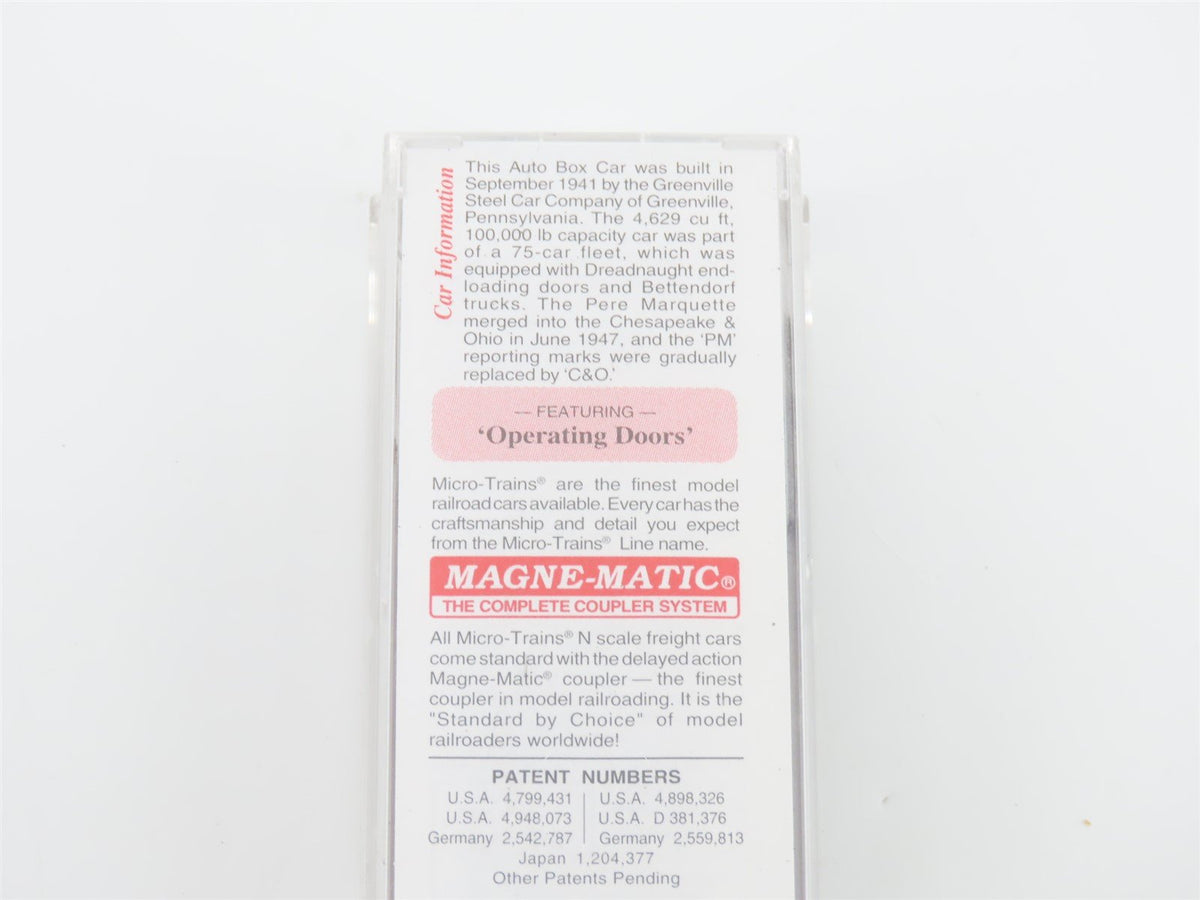 Car Information
This Auto Box Car was built in
September 1941 by the Greenville
Steel Car Company of Greenville,
Pennsylvania. The 4,629 cu ft,
100,000 lb capacity car was part
of a 75-car fleet, which was
equipped with Dreadnaught end-
loading doors and Bettendorf
trucks. The Pere Marquette
merged into the Chesapeake &
Ohio in June 1947, and the ‘PM’
reporting marks were gradually
replaced by ‘C&O.’
— FEATURING —
‘Operating Doors’
Micro-Trains® are the finest model
railroad cars available. Every car has the
craftsmanship and detail you expect
from the Micro-Trains® Line name.
MAGNE-MATIC®
THE COMPLETE COUPLER SYSTEM
All Micro-Trains® N scale freight cars
come standard with the delayed action
Magne-Matic® coupler — the finest
coupler in model railroading. It is the
"Standard by Choice" of model
railroaders worldwide!
PATENT NUMBERS
U.S.A. 4,799,431 U.S.A. 4,898,326
U.S.A. 4,948,073 U.S.A. D 381,376
Germany 2,542,787 Germany 2,559,813
Japan 1,204,377
Other Patents Pending